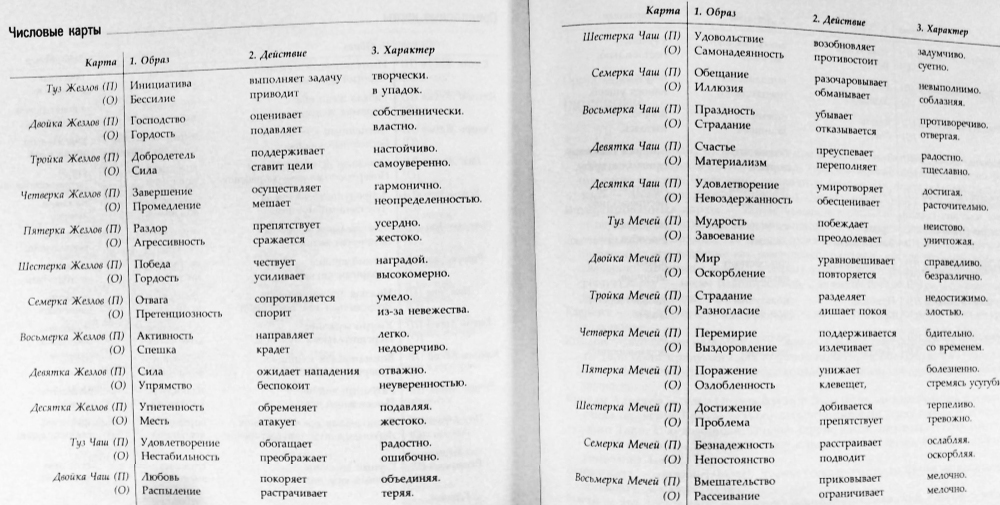 Числовые карты
Карта 1. Образ 2. Действие 3. Характер
Туз Жезлов (П) Инициатива выполняет задачу творчески.
(О) Бессилие приводит в упадок.
Двойка Жезлов (П) Господство оценивает собственнически.
(О) Гордость подавляет властно.
Тройка Жезлов (П) Добродетель поддерживает настойчиво.
(О) Сила ставит цели самоуверенно.
Четверка Жезлов (П) Завершение осуществляет гармонично.
(О) Промедление мешает неопределенностью.
Пятерка Жезлов (П) Раздор препятствует усердно.
(О) Агрессивность сражается жестоко.
Шестерка Жезлов (П) Победа чествует наградой.
(О) Гордость усиливает высокомерно.
Семерка Жезлов (П) Отвага сопротивляется умело.
(О) Претенциозность спорит из-за невежества.
Восьмерка Жезлов (П) Активность направляет легко.
(О) Спешка крадет недоверчиво.
Девятка Жезлов (П) Сила ожидает нападения отважно.
(О) Упрямство беспокоит неуверенностью.
Десятка Жезлов (П) Угнетенность обременяет подавляя.
(О) Месть атакует жестоко.
Туз Чаш (П) Удовлетворение обогащает радостно.
(О) Нестабильность преображает ошибочно.
Двойка Чаш (П) Любовь покоряет объединяя.
(О) Распыление растрачивает теряя.
Карта 1. Образ 2. Действие 3. Характер
Шестерка Чаш (П) Удовольствие возобновляет задумчиво.
(О) Самонадеянность противостоит суетно.
Семерка Чаш (П) Обещание разочаровывает невыполнимо.
(О) Иллюзия обманывает соблазняя.
Восьмерка Чаш (П) Праздность убывает противоречиво.
(О) Страдание отказывается отвергая.
Девятка Чаш (П) Счастье преуспевает радостно.
(О) Материализм переполняет тщеславно.
Десятка Чаш (П) Удовлетворение умиротворяет достигая.
(О) Невоздержанность обесценивает расточительно.
Туз Мечей (П) Мудрость побеждает неистово.
(О) Завоевание преодолевает уничтожая.
Двойка Мечей (П) Мир уравновешивает справедливо.
(О) Оскорбление повторяется безразлично.
Тройка Мечей (П) Страдание разделяет недостижимо.
(О) Разногласие лишает покоя злостью.
Четверка Мечей (П) Перемирие поддерживается бдительно.
(О) Выздоровление излечивает со временем.
Пятерка Мечей (П) Поражение унижает болезненно.
(О) Озлобленность клевещет, стремясь усугуби
Шестерка Мечей (П) Достижение добивается терпеливо.
(О) Проблема препятствует тревожно.
Семерка Мечей (П) Безнадежность расстраивает ослабляя.
(О) Непостоянство подводит оскорбляя.
Восьмерка Мечей (П) Вмешательство приковывает мелочно.
(О) Рассеивание ограничивает мелочно.